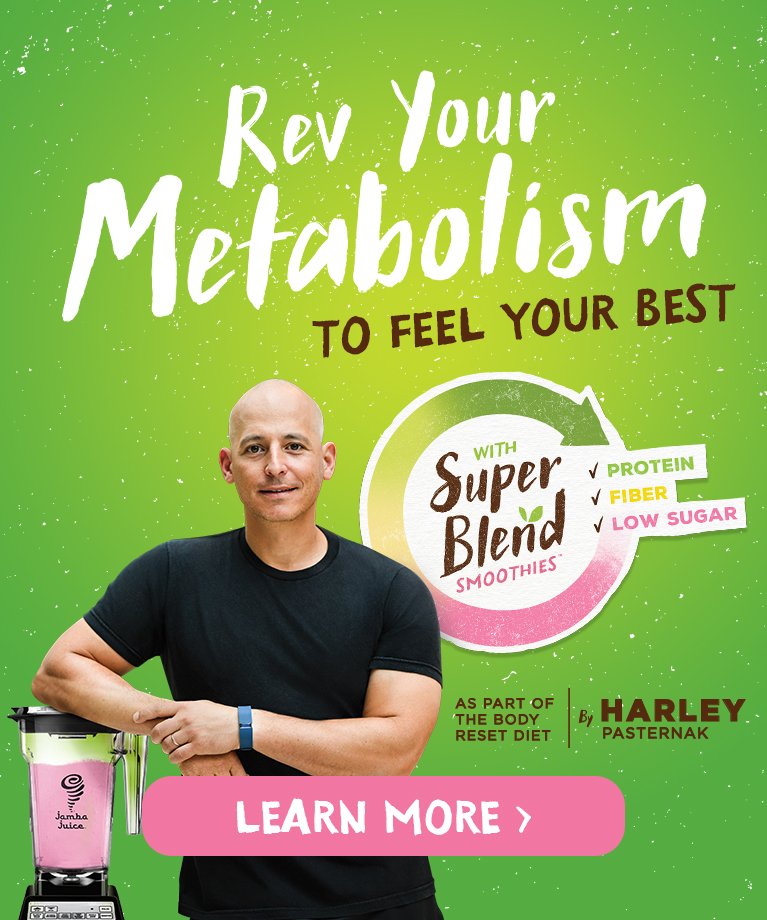 Rev Your
Metabolism
TO FEEL YOUR BEST
WITH
Super
Blend
SMOOTHIES™
✓ PROTEIN
✓ FIBER
✓ LOW SUGAR
AS PART OF
THE BODY
RESET DIET
By HARLEY
PASTERNAK
Jamba
Juice
LEARN MORE >